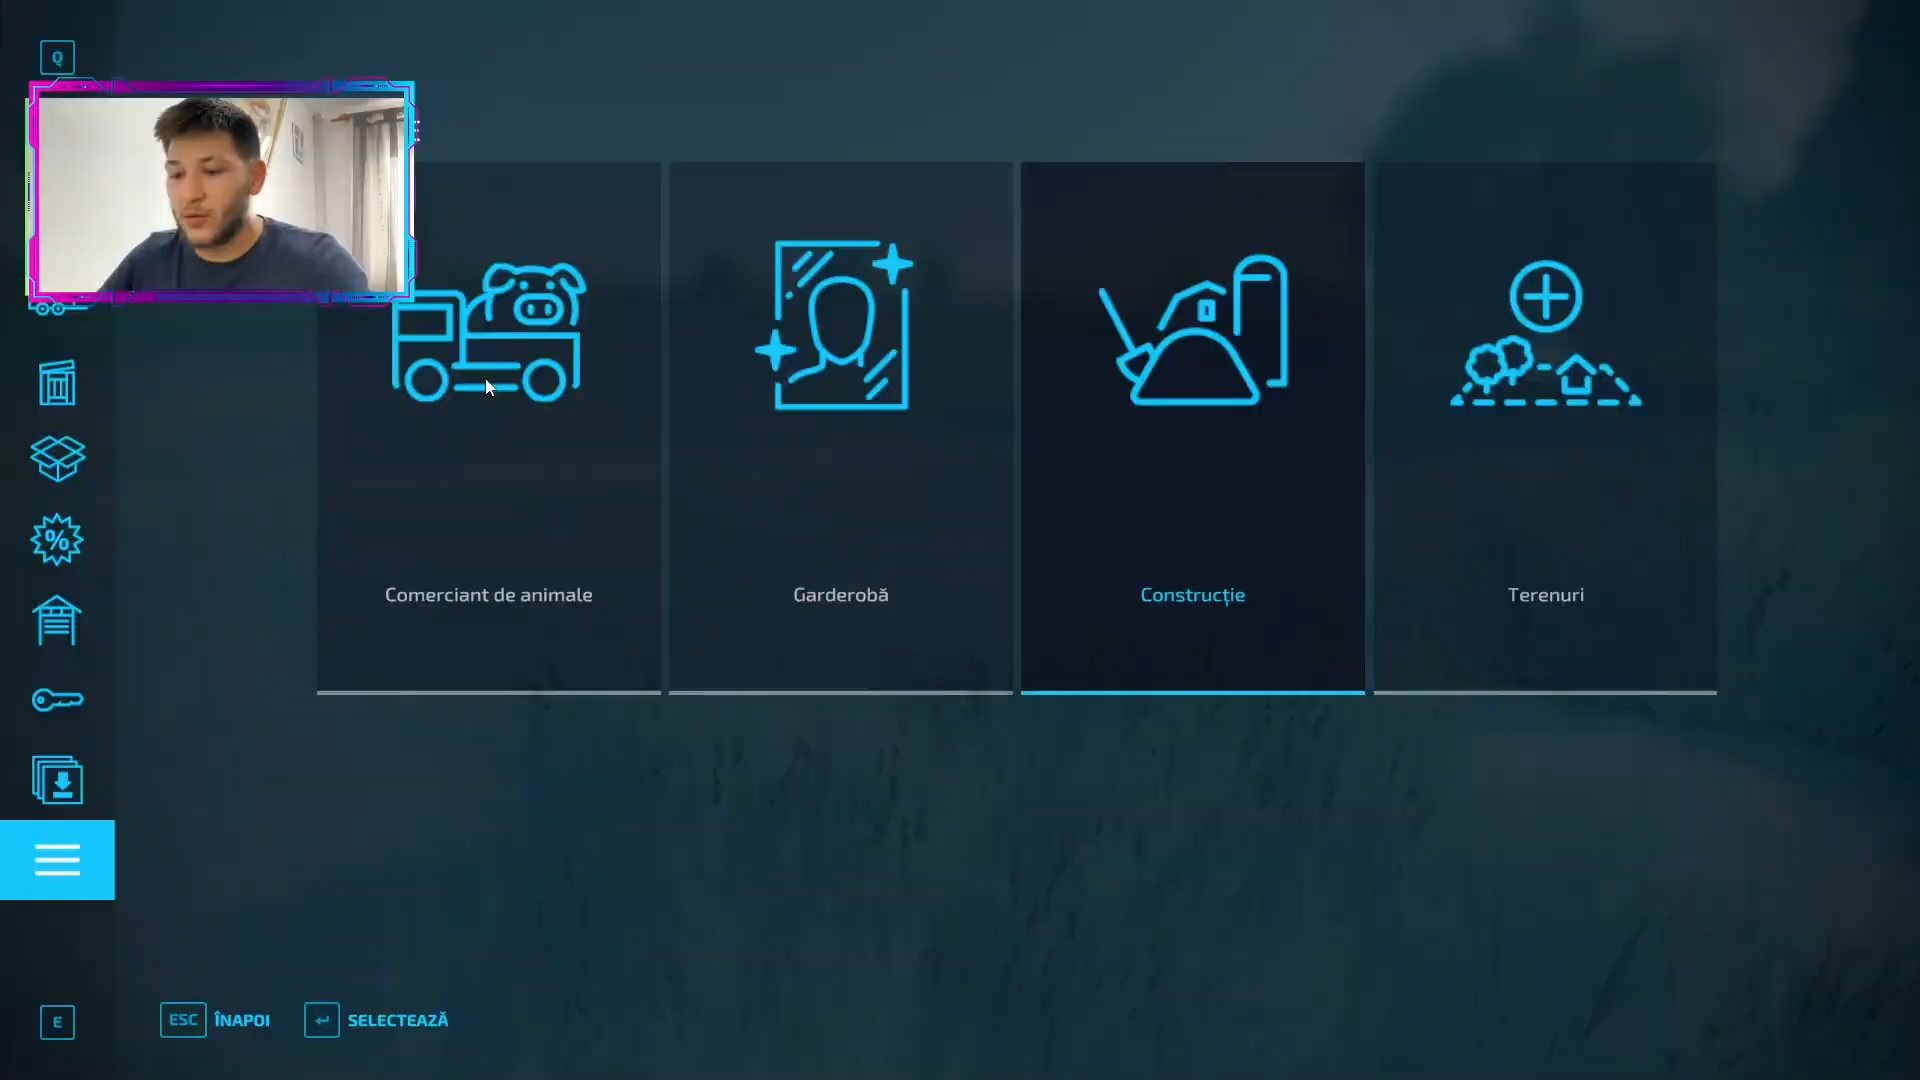 Q
Comerciant de animale
Garderobă
Construcție
Terenuri
%
E
ESC ÎNAPOI
SELECTEAZĂ